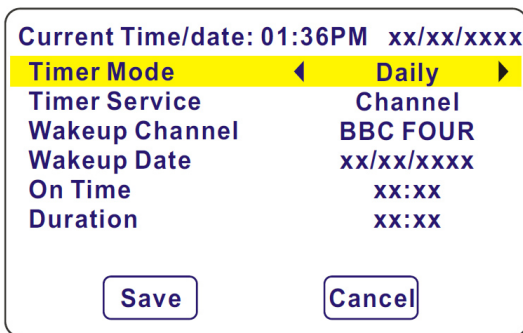 Current Time/date: 01:36PM xx/xx/xxxx
Timer Mode Daily
Timer Service Channel
Wakeup Channel BBC FOUR
Wakeup Date xx/xx/xxxx
On Time xx:xx
Duration xx:xx
Save Cancel